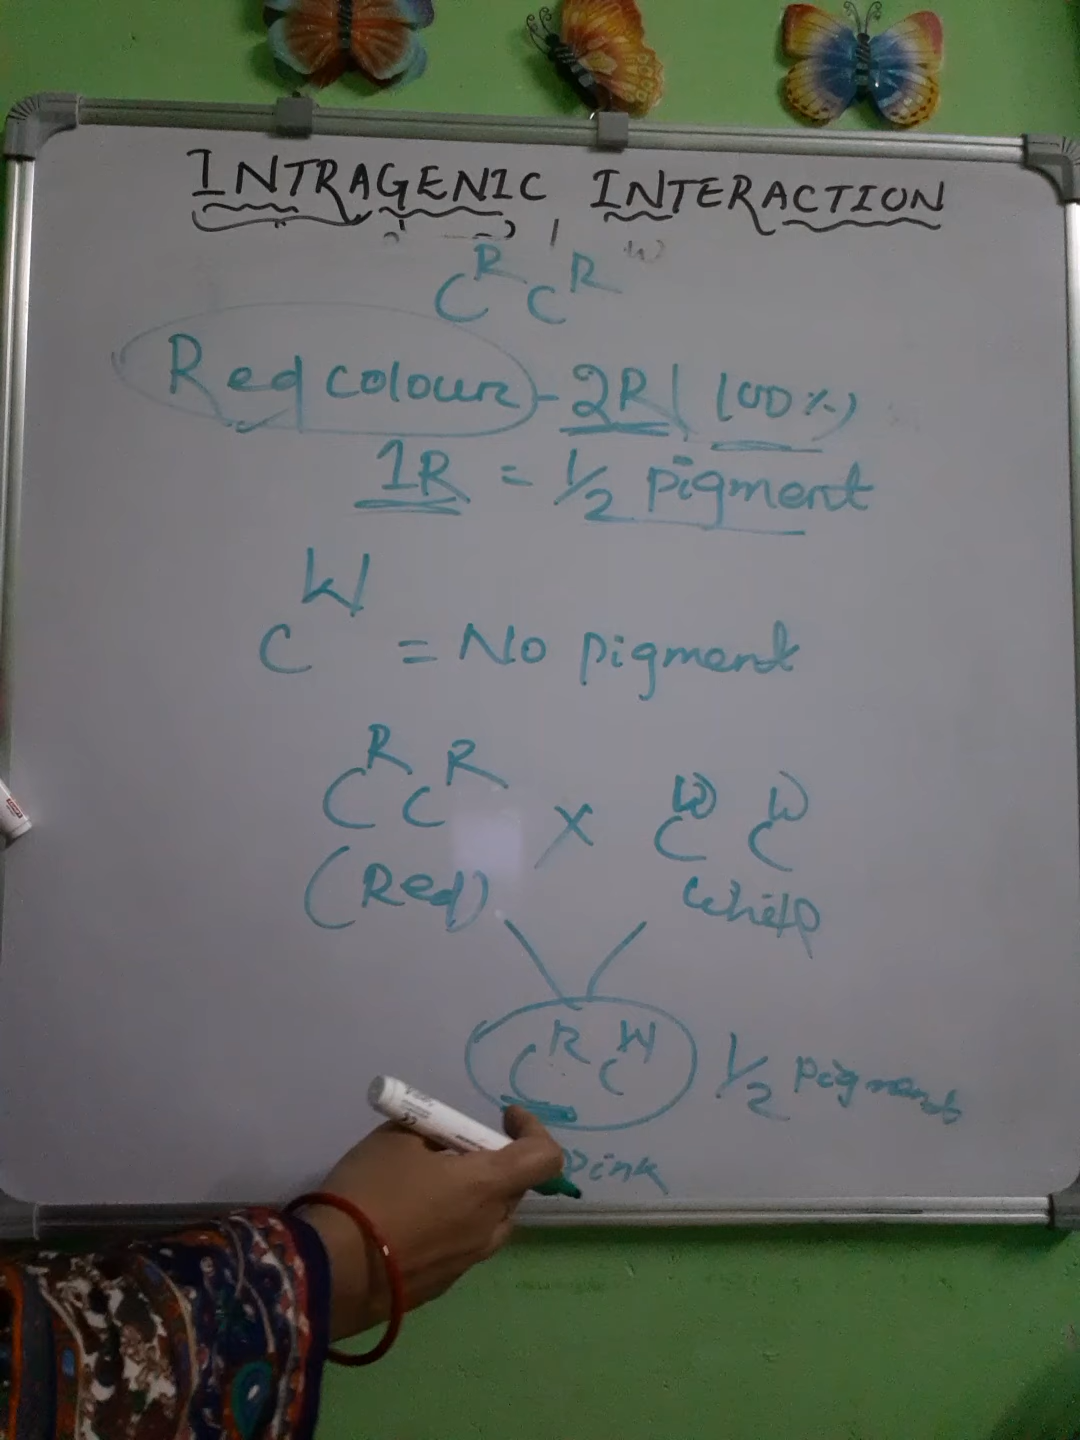 INTRAGENIC INTERACTION
C^R C^R
Red colour - 2R (100%)
1R = 1/2 pigment
C^W = No pigment
C^R C^R × C^W C^W
(Red) White
C^R C^W 1/2 pigment
pink